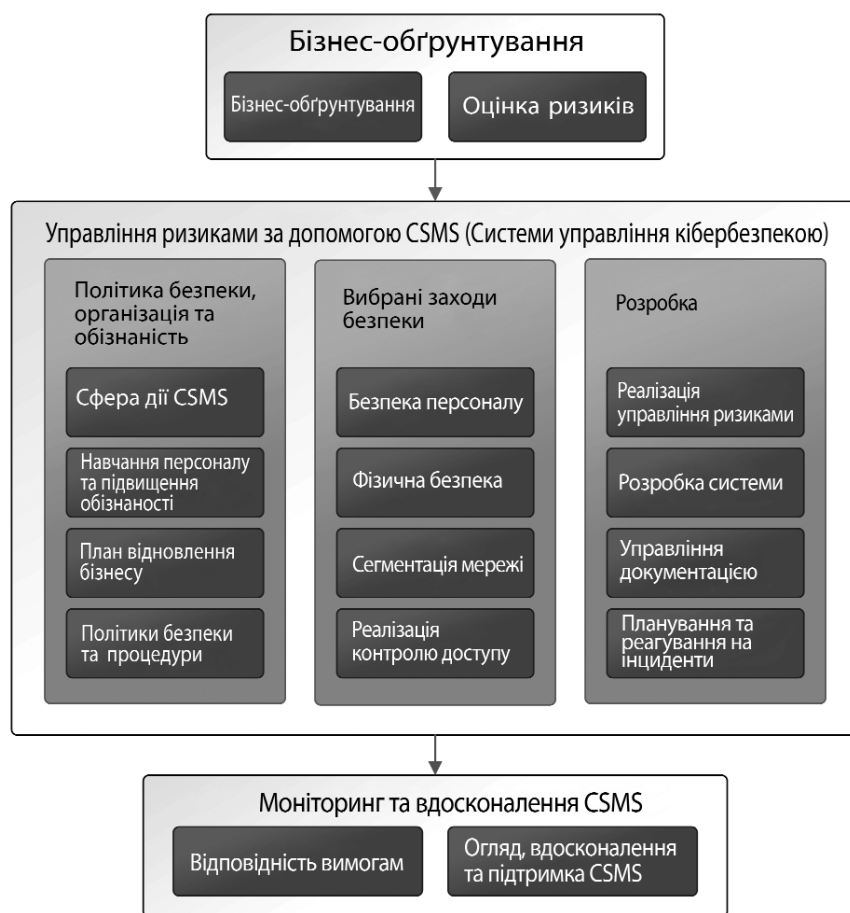 Бізнес-обґрунтування
Бізнес-обґрунтування
Оцінка ризиків
Управління ризиками за допомогою CSMS (Системи управління кібербезпекою)
Політика безпеки,
організація та
обізнаність
Сфера дії CSMS
Навчання персоналу
та підвищення
обізнаності
План відновлення
бізнесу
Політики безпеки
та процедури
Вибрані заходи
безпеки
Безпека персоналу
Фізична безпека
Сегментація мережі
Реалізація
контролю доступу
Розробка
Реалізація
управління ризиками
Розробка системи
Управління
документацією
Планування та
реагування на
інциденти
Моніторинг та вдосконалення CSMS
Відповідність вимогам
Огляд, вдосконалення
та підтримка CSMS